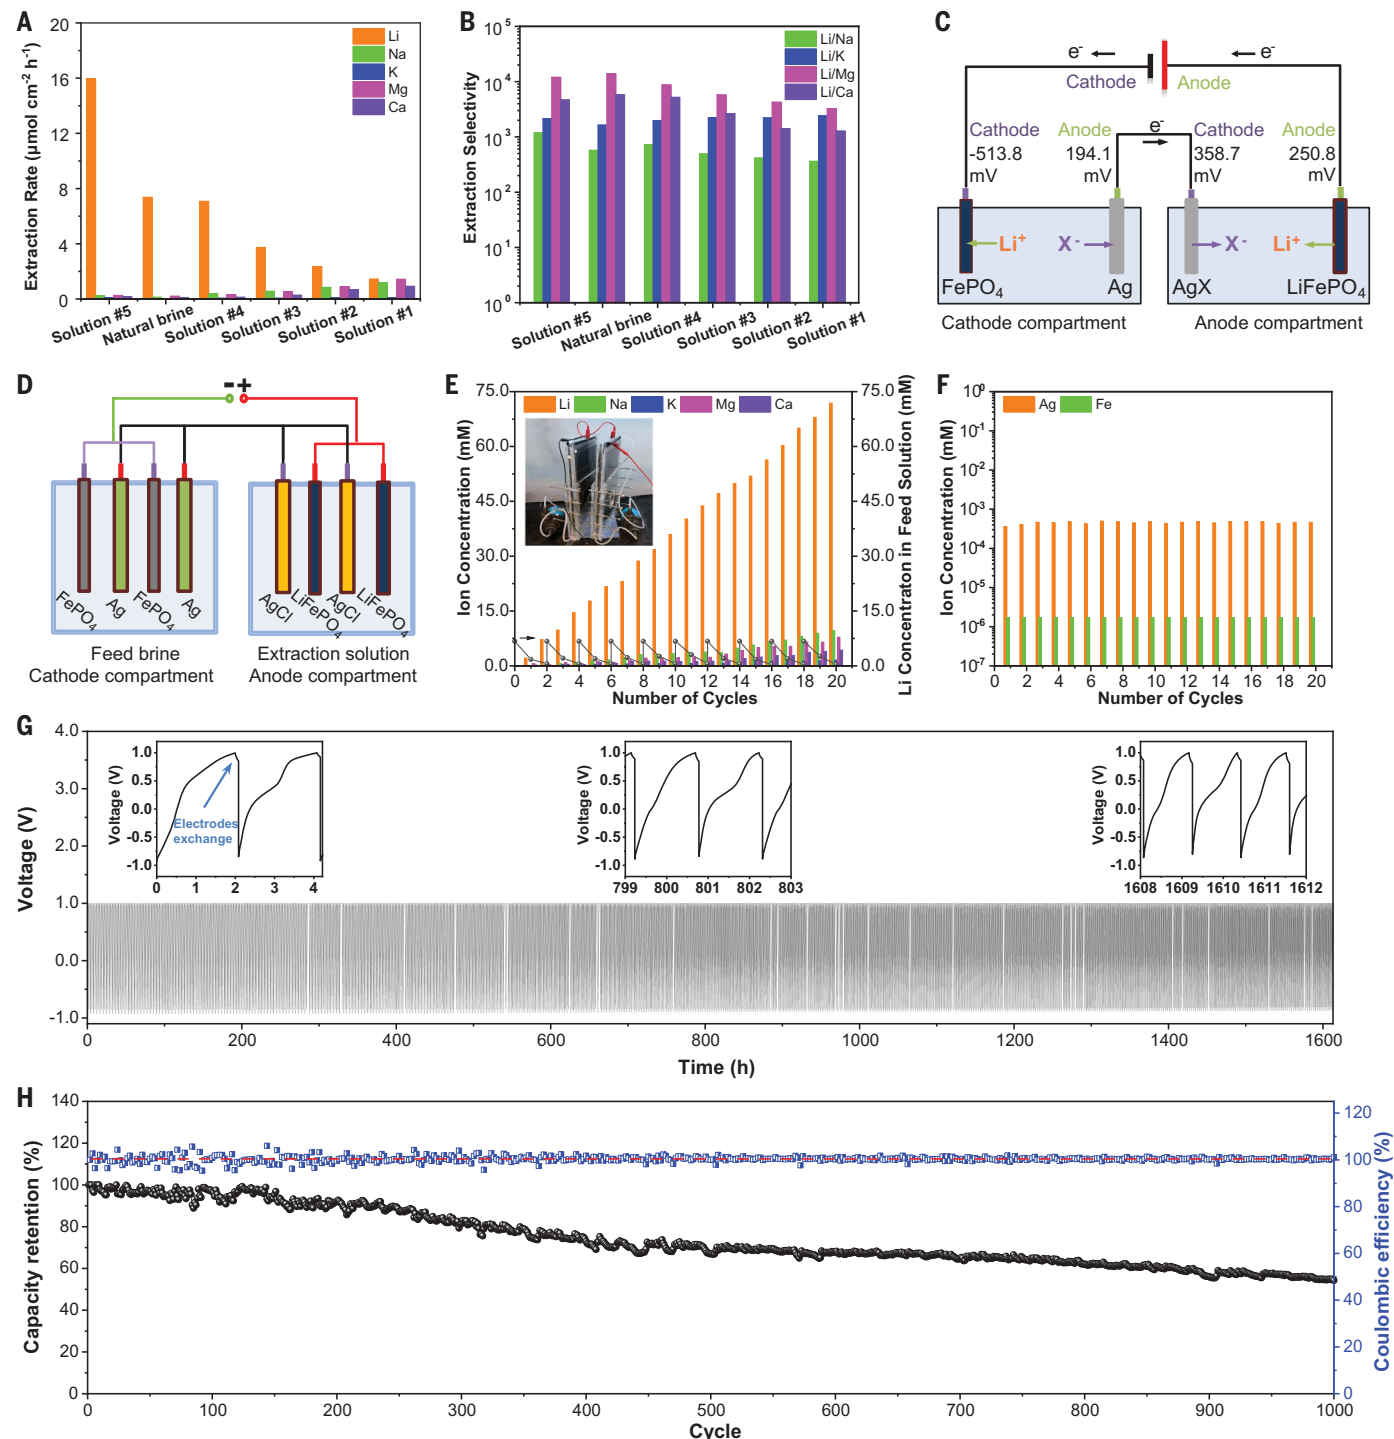 A
Extraction Rate (μmol cm⁻² h⁻¹)
20
16
12
8
4
0
Li
Na
K
Mg
Ca
Solution #5
Natural brine
Solution #4
Solution #3
Solution #2
Solution #1
B
Extraction Selectivity
10⁵
10⁴
10³
10²
10¹
10⁰
Li/Na
Li/K
Li/Mg
Li/Ca
Solution #5
Natural brine
Solution #4
Solution #3
Solution #2
Solution #1
C
e⁻
e⁻
Cathode
Anode
Cathode
-513.8
mV
Anode
194.1
mV
e⁻
Cathode
358.7
mV
Anode
250.8
mV
Li⁺
X⁻
X⁻
Li⁺
FePO₄
Ag
AgX
LiFePO₄
Cathode compartment
Anode compartment
D
- +
FePO₄
Ag
FePO₄
Ag
AgCl
LiFePO₄
AgCl
LiFePO₄
Feed brine
Cathode compartment
Extraction solution
Anode compartment
E
Ion Concentration (mM)
75.0
60.0
45.0
30.0
15.0
0.0
Li
Na
K
Mg
Ca
75.0
60.0
45.0
30.0
15.0
0.0
Li Concentraton in Feed Solution (mM)
0 2 4 6 8 10 12 14 16 18 20
Number of Cycles
F
Ion Concentration (mM)
10⁰
10⁻¹
10⁻²
10⁻³
10⁻⁴
10⁻⁵
10⁻⁶
10⁻⁷
Ag
Fe
0 2 4 6 8 10 12 14 16 18 20
Number of Cycles
G
Voltage (V)
4.0
3.0
2.0
1.0
0.0
-1.0
Voltage (V)
1.0
0.5
0.0
-0.5
-1.0
Electrodes
exchange
0 1 2 3 4
Voltage (V)
1.0
0.5
0.0
-0.5
-1.0
799 800 801 802 803
Voltage (V)
1.0
0.5
0.0
-0.5
-1.0
1608 1609 1610 1611 1612
0 200 400 600 800 1000 1200 1400 1600
Time (h)
H
Capacity retention (%)
140
120
100
80
60
40
20
0
120
100
80
60
40
20
0
Coulombic efficiency (%)
0 100 200 300 400 500 600 700 800 900 1000
Cycle